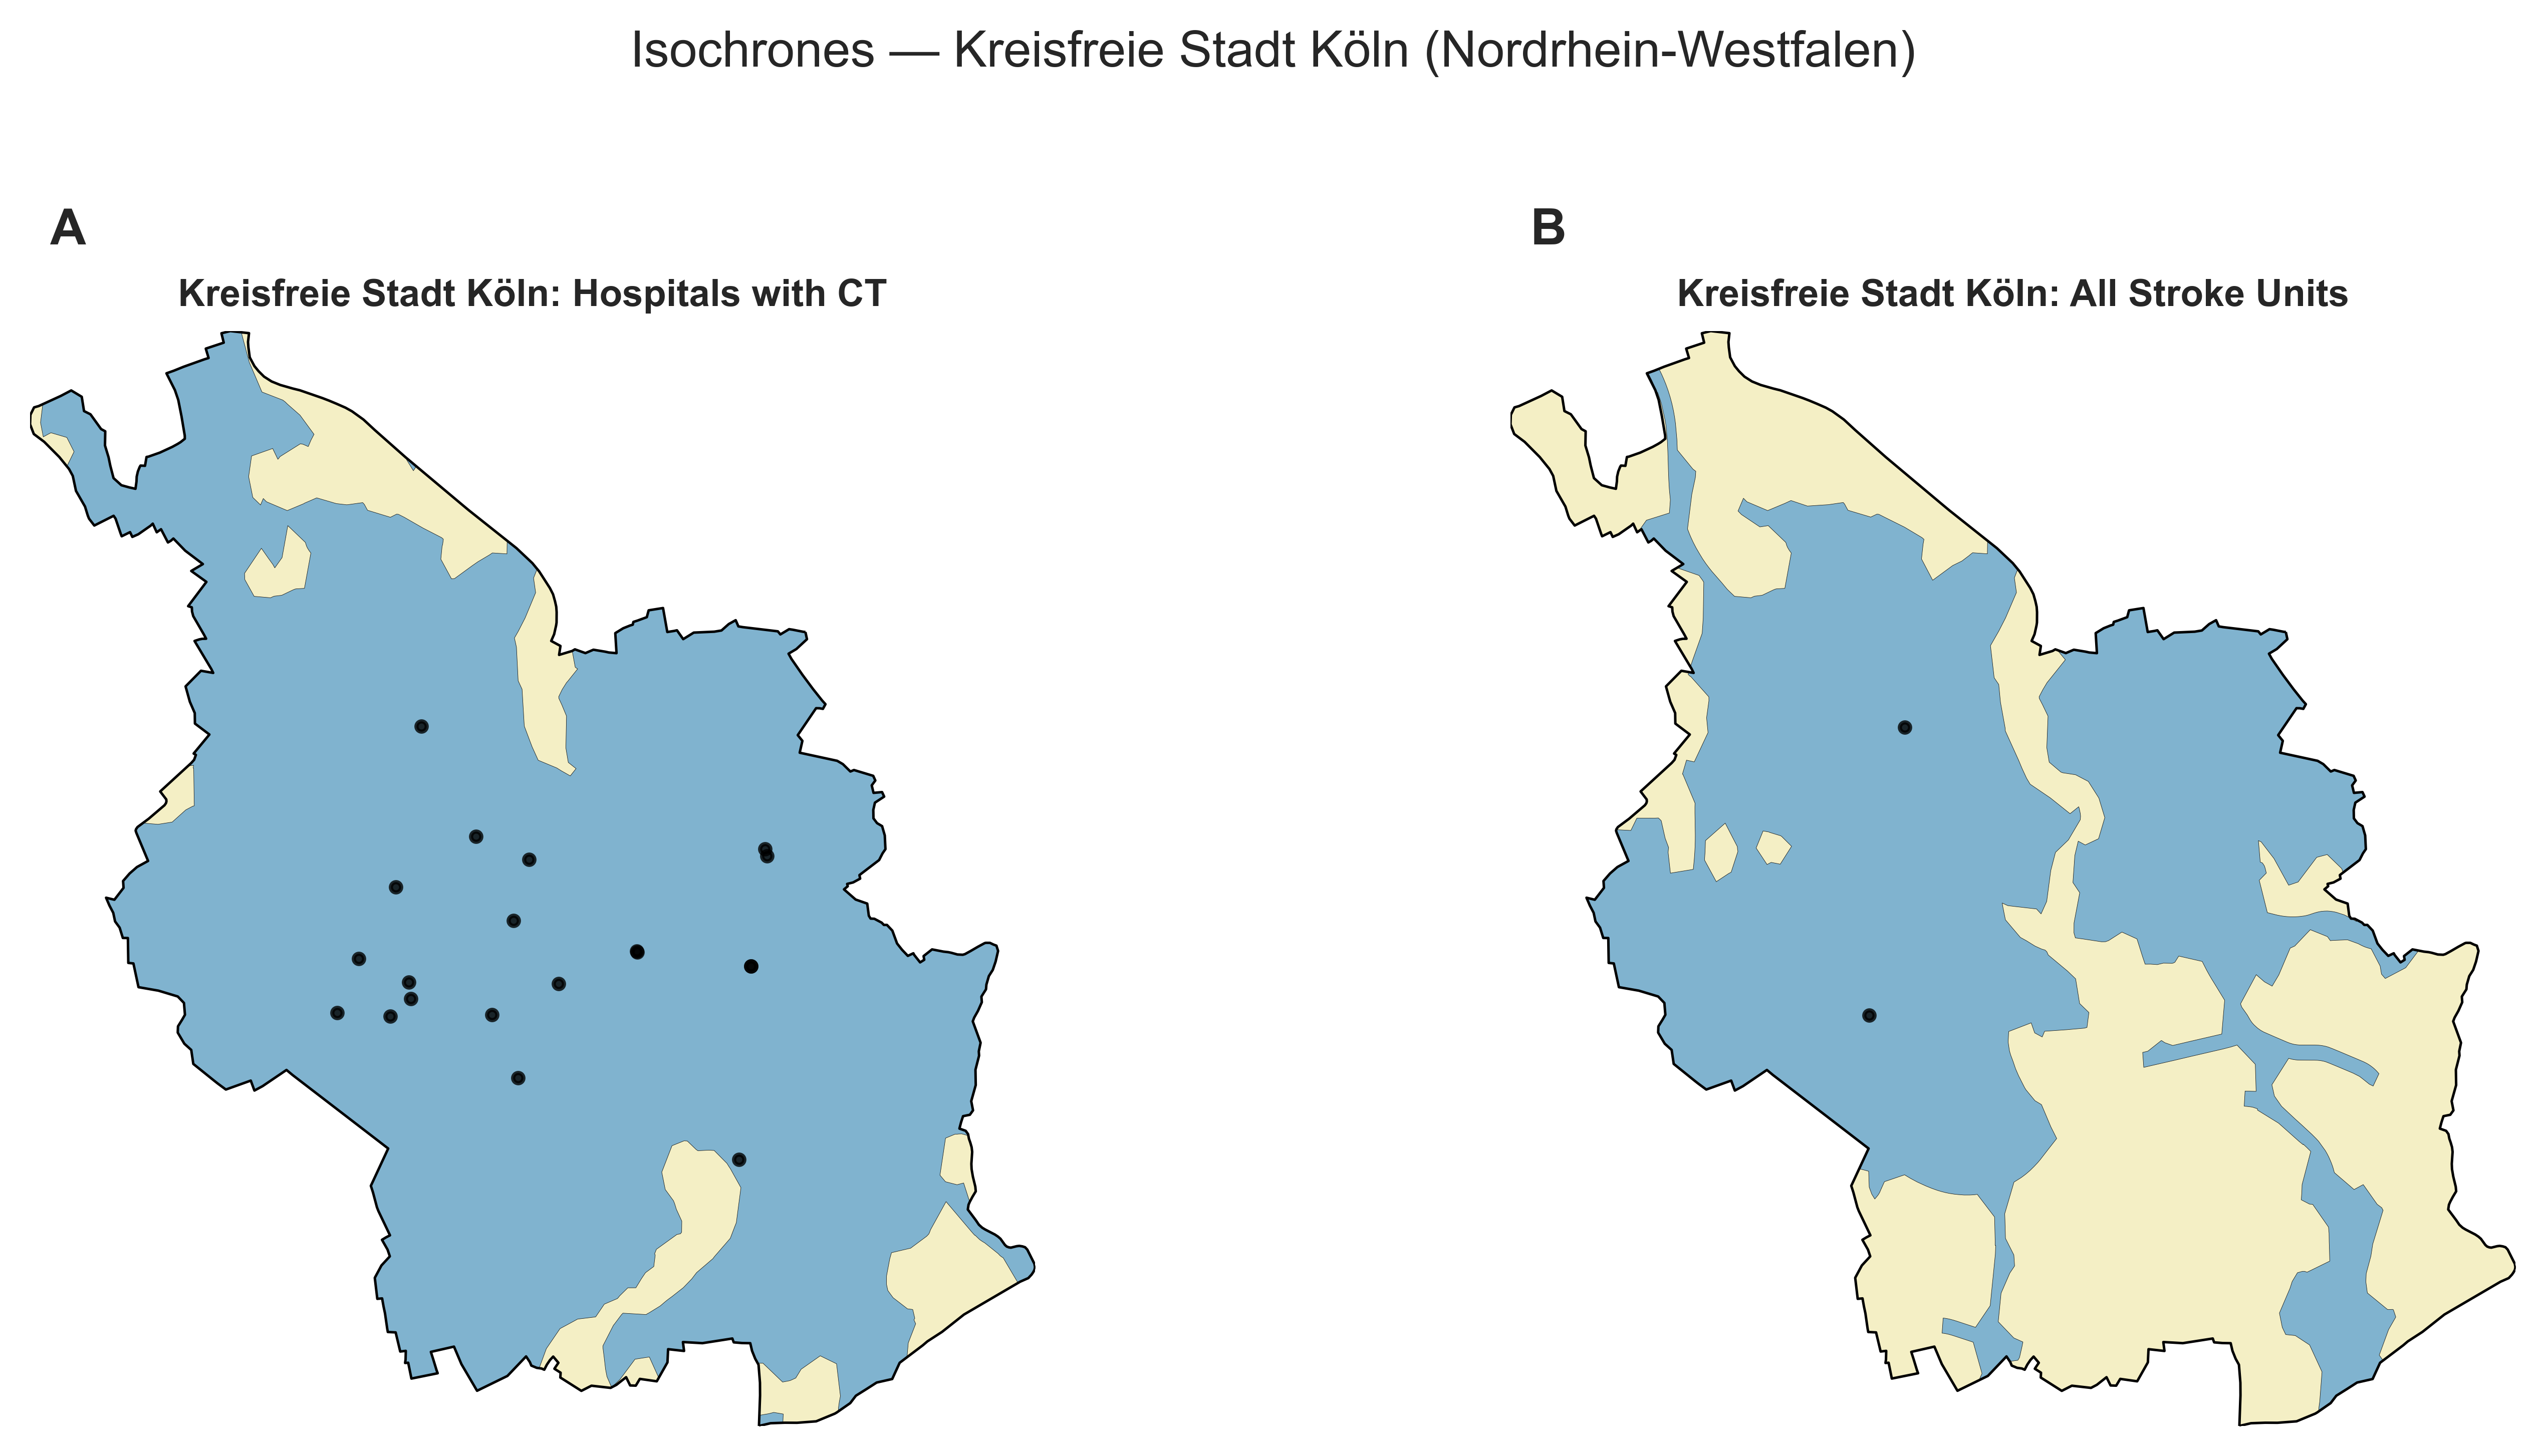 Isochrones — Kreisfreie Stadt Köln (Nordrhein-Westfalen)
A
Kreisfreie Stadt Köln: Hospitals with CT
B
Kreisfreie Stadt Köln: All Stroke Units